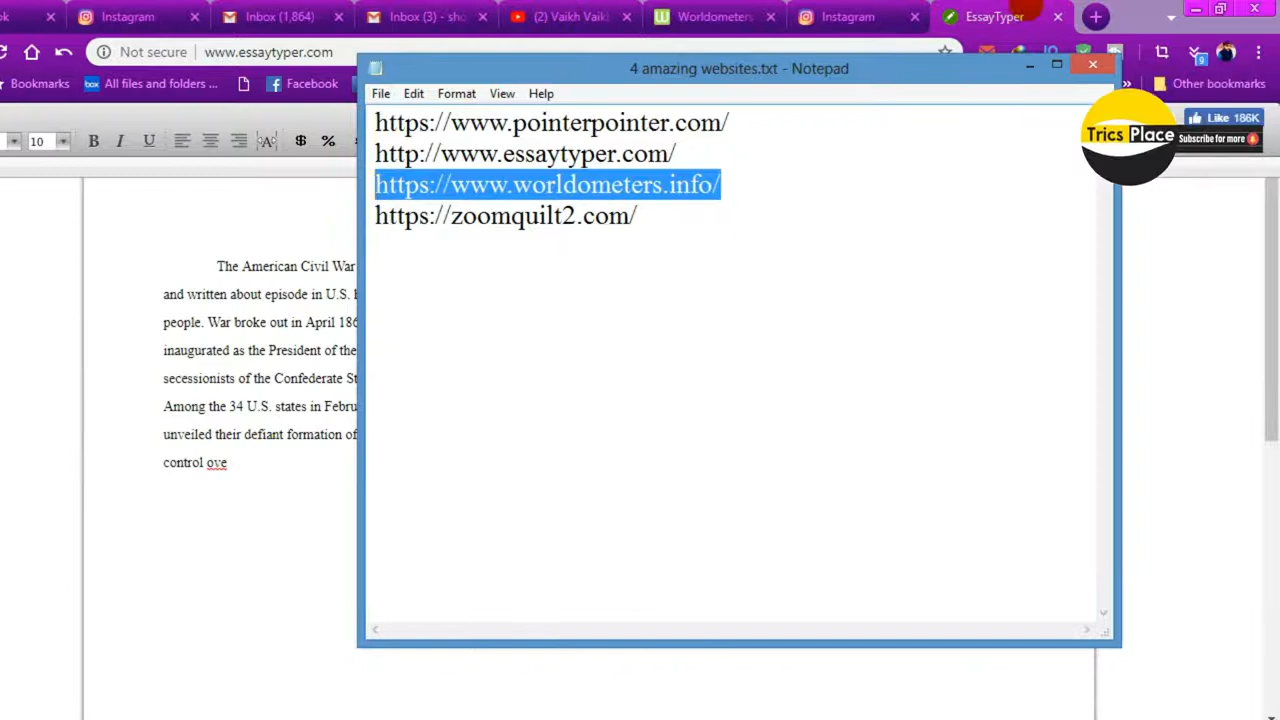 Instagram
Inbox (1,864)
Inbox (3) - sho
(2) Vaikh Vaikl
Worldometers
Instagram
EssayTyper
Not secure
www.essaytyper.com
Bookmarks
All files and folders ...
Facebook
Other bookmarks
4 amazing websites.txt - Notepad
File Edit Format View Help
https://www.pointerpointer.com/
http://www.essaytyper.com/
https://www.worldometers.info/
https://zoomquilt2.com/
10
B I U
$ %
Like 186K
Trics Place
Subscribe for more
The American Civil War
and written about episode in U.S.
people. War broke out in April 186
inaugurated as the President of the
secessionists of the Confederate St
Among the 34 U.S. states in Febru
unveiled their defiant formation of
control ove